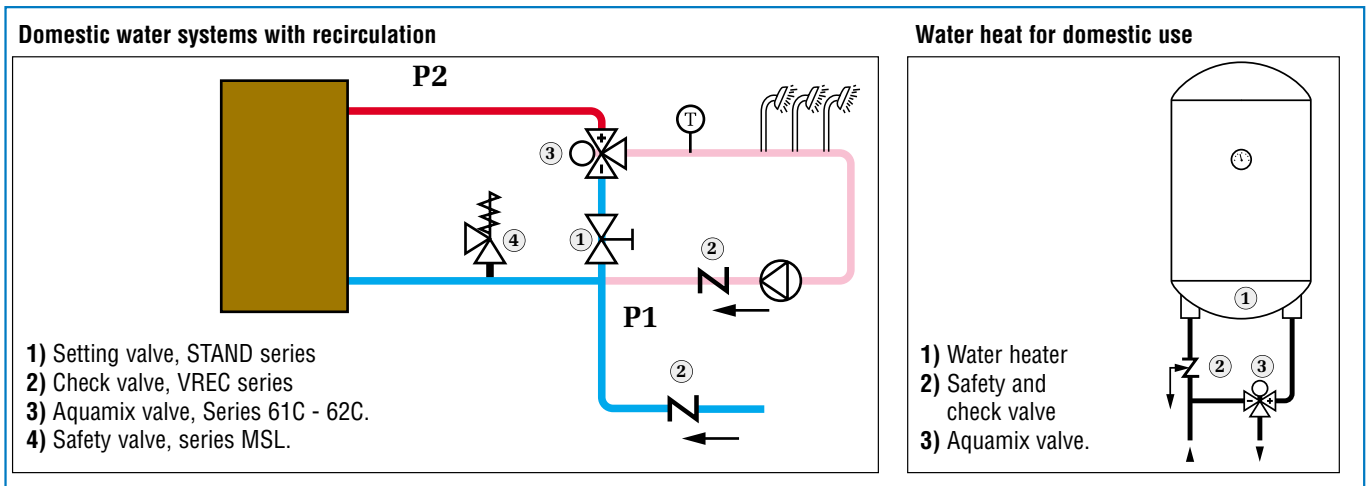 Domestic water systems with recirculation
P2
T
3
+
-
4
1
2
P1
2
1) Setting valve, STAND series
2) Check valve, VREC series
3) Aquamix valve, Series 61C - 62C.
4) Safety valve, series MSL.
Water heat for domestic use
1
2
3
-
+
1) Water heater
2) Safety and
check valve
3) Aquamix valve.